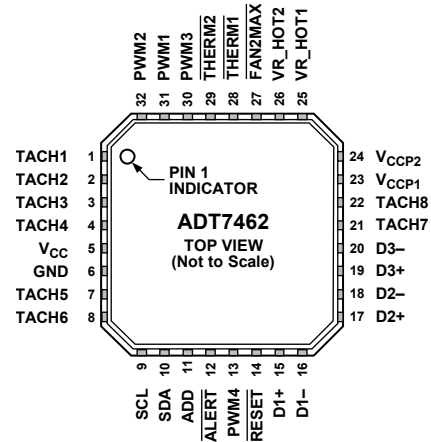 PWM2
PWM1
PWM3
THERM2
THERM1
FAN2MAX
VR_HOT2
VR_HOT1
32
31
30
29
28
27
26
25
TACH1 1
TACH2 2
TACH3 3
TACH4 4
VCC 5
GND 6
TACH5 7
TACH6 8
PIN 1
INDICATOR
ADT7462
TOP VIEW
(Not to Scale)
24 VCCP2
23 VCCP1
22 TACH8
21 TACH7
20 D3–
19 D3+
18 D2–
17 D2+
9
10
11
12
13
14
15
16
SCL
SDA
ADD
ALERT
PWM4
RESET
D1+
D1–